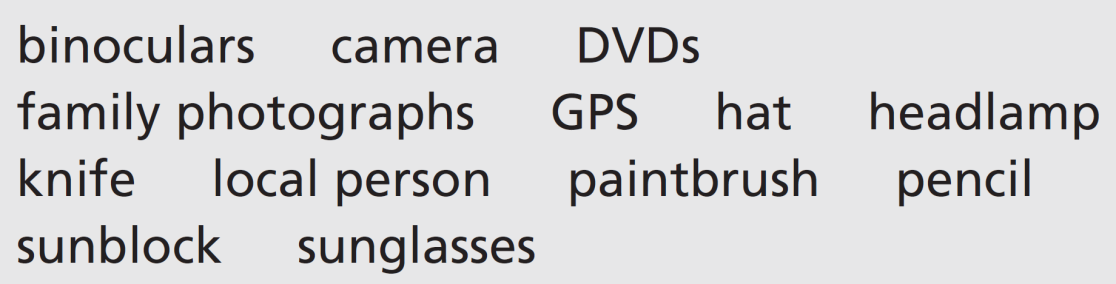 binoculars camera DVDs
family photographs GPS hat headlamp
knife local person paintbrush pencil
sunblock sunglasses